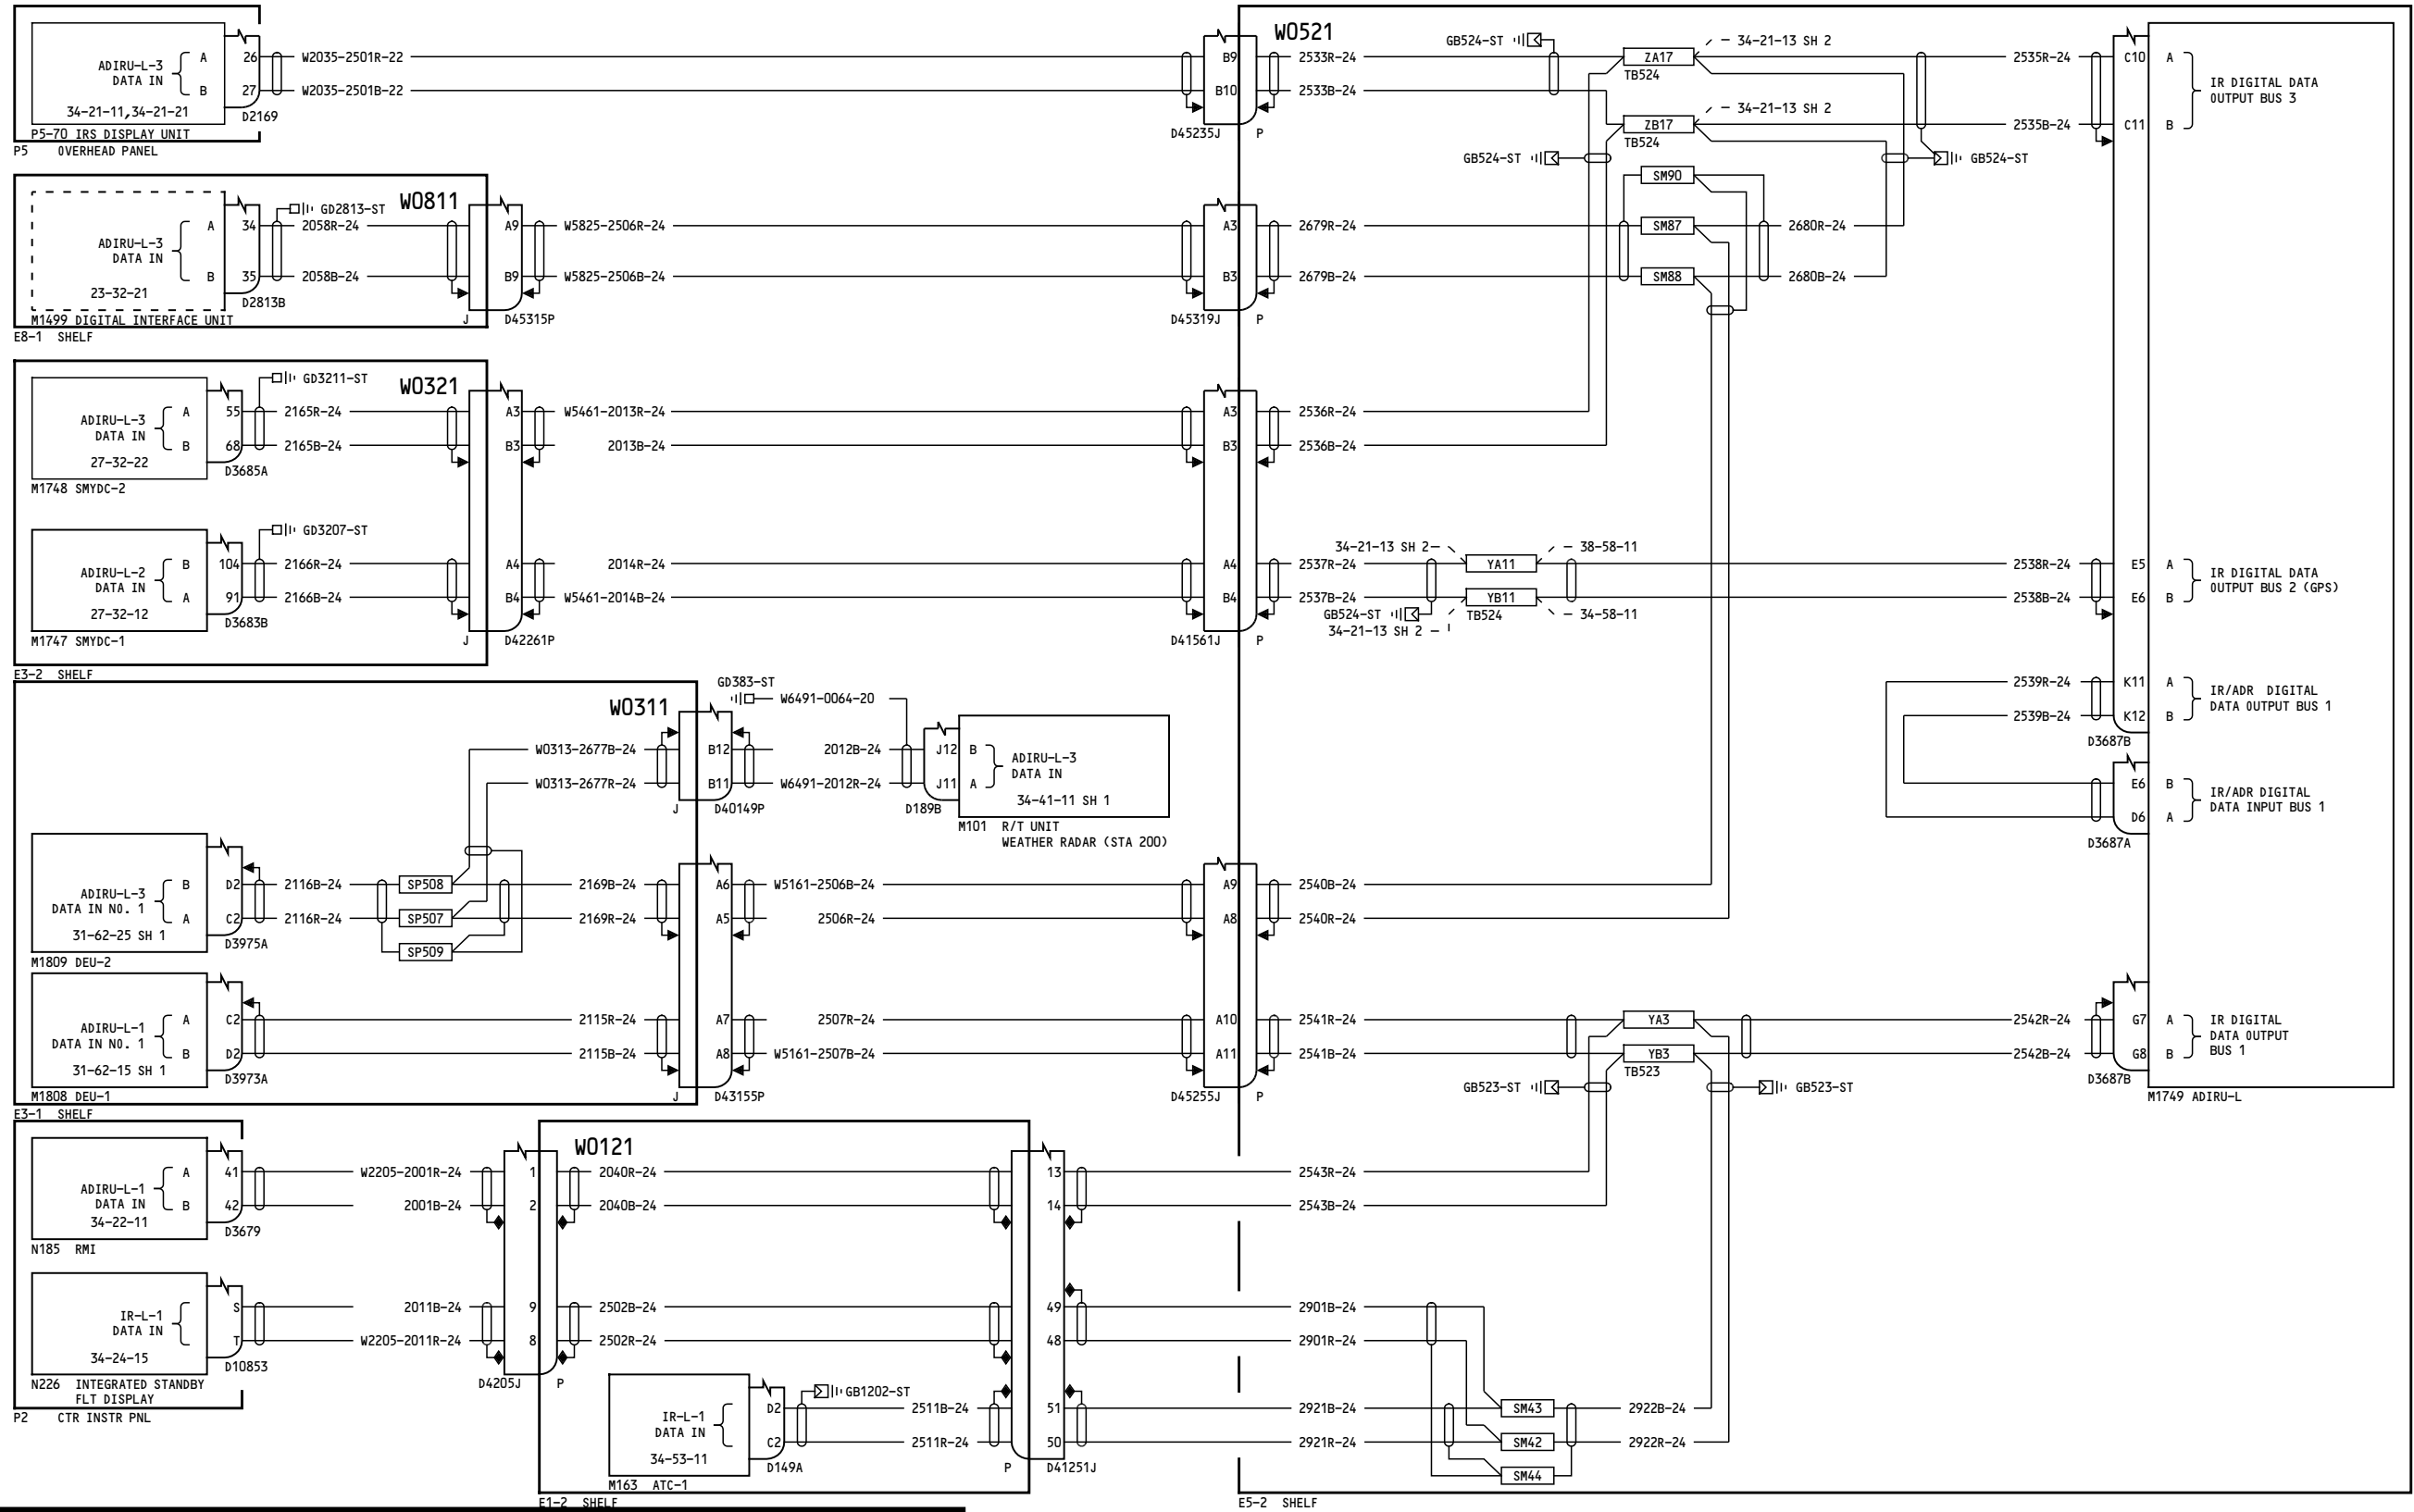 ADIRU-L-3
DATA IN
A
B
34-21-11,34-21-21
26
27
D2169
P5-70 IRS DISPLAY UNIT
P5 OVERHEAD PANEL
W2035-2501R-22
W2035-2501B-22
B9
B10
D45235J P
W0521
2533R-24
2533B-24
GB524-ST
ZA17
TB524
34-21-13 SH 2
ZB17
TB524
34-21-13 SH 2
GB524-ST
GB524-ST
2535R-24
2535B-24
C10 A
C11 B
IR DIGITAL DATA
OUTPUT BUS 3
ADIRU-L-3
DATA IN
A
B
23-32-21
34
35
D2813B
M1499 DIGITAL INTERFACE UNIT
E8-1 SHELF
GD2813-ST
W0811
2058R-24
2058B-24
A9
B9
J D45315P
W5825-2506R-24
W5825-2506B-24
A3
B3
D45319J P
2679R-24
2679B-24
SM90
SM87
SM88
2680R-24
2680B-24
ADIRU-L-3
DATA IN
A
B
27-32-22
55
68
D3685A
M1748 SMYDC-2
GD3211-ST
W0321
2165R-24
2165B-24
A3
B3
W5461-2013R-24
2013B-24
A3
B3
2536R-24
2536B-24
ADIRU-L-2
DATA IN
B
A
27-32-12
104
91
D3683B
M1747 SMYDC-1
E3-2 SHELF
GD3207-ST
2166R-24
2166B-24
A4
B4
J D42261P
2014R-24
W5461-2014B-24
A4
B4
D41561J P
2537R-24
2537B-24
34-21-13 SH 2
YA11
38-58-11
YB11
TB524
34-58-11
GB524-ST
34-21-13 SH 2
2538R-24
2538B-24
E5 A
E6 B
IR DIGITAL DATA
OUTPUT BUS 2 (GPS)
2539R-24
2539B-24
K11 A
K12 B
D3687B
IR/ADR DIGITAL
DATA OUTPUT BUS 1
E6 B
D6 A
D3687A
IR/ADR DIGITAL
DATA INPUT BUS 1
W0311
W0313-2677B-24
W0313-2677R-24
B12
B11
J D40149P
GD383-ST
W6491-0064-20
2012B-24
W6491-2012R-24
J12 B
J11 A
D189B
ADIRU-L-3
DATA IN
34-41-11 SH 1
M101 R/T UNIT
WEATHER RADAR (STA 200)
ADIRU-L-3
DATA IN NO. 1
B
A
31-62-25 SH 1
D2
C2
D3975A
M1809 DEU-2
2116B-24
2116R-24
SP508
SP507
SP509
2169B-24
2169R-24
A6
A5
W5161-2506B-24
2506R-24
A9
A8
2540B-24
2540R-24
ADIRU-L-1
DATA IN NO. 1
A
B
31-62-15 SH 1
C2
D2
D3973A
M1808 DEU-1
E3-1 SHELF
2115R-24
2115B-24
A7
A8
J D43155P
2507R-24
W5161-2507B-24
A10
A11
D45255J P
2541R-24
2541B-24
YA3
YB3
TB523
GB523-ST
GB523-ST
2542R-24
2542B-24
G7 A
G8 B
D3687B
IR DIGITAL
DATA OUTPUT
BUS 1
M1749 ADIRU-L
ADIRU-L-1
DATA IN
A
B
34-22-11
41
42
D3679
N185 RMI
W2205-2001R-24
2001B-24
1
2
W0121
2040R-24
2040B-24
13
14
2543R-24
2543B-24
IR-L-1
DATA IN
34-24-15
S
T
D10853
N226 INTEGRATED STANDBY
FLT DISPLAY
P2 CTR INSTR PNL
2011B-24
W2205-2011R-24
9
8
D4205J P
2502B-24
2502R-24
49
48
2901B-24
2901R-24
IR-L-1
DATA IN
34-53-11
D2
C2
D149A
M163 ATC-1
E1-2 SHELF
GB1202-ST
2511B-24
2511R-24
51
50
P D41251J
2921B-24
2921R-24
SM43
SM42
SM44
2922B-24
2922R-24
E5-2 SHELF